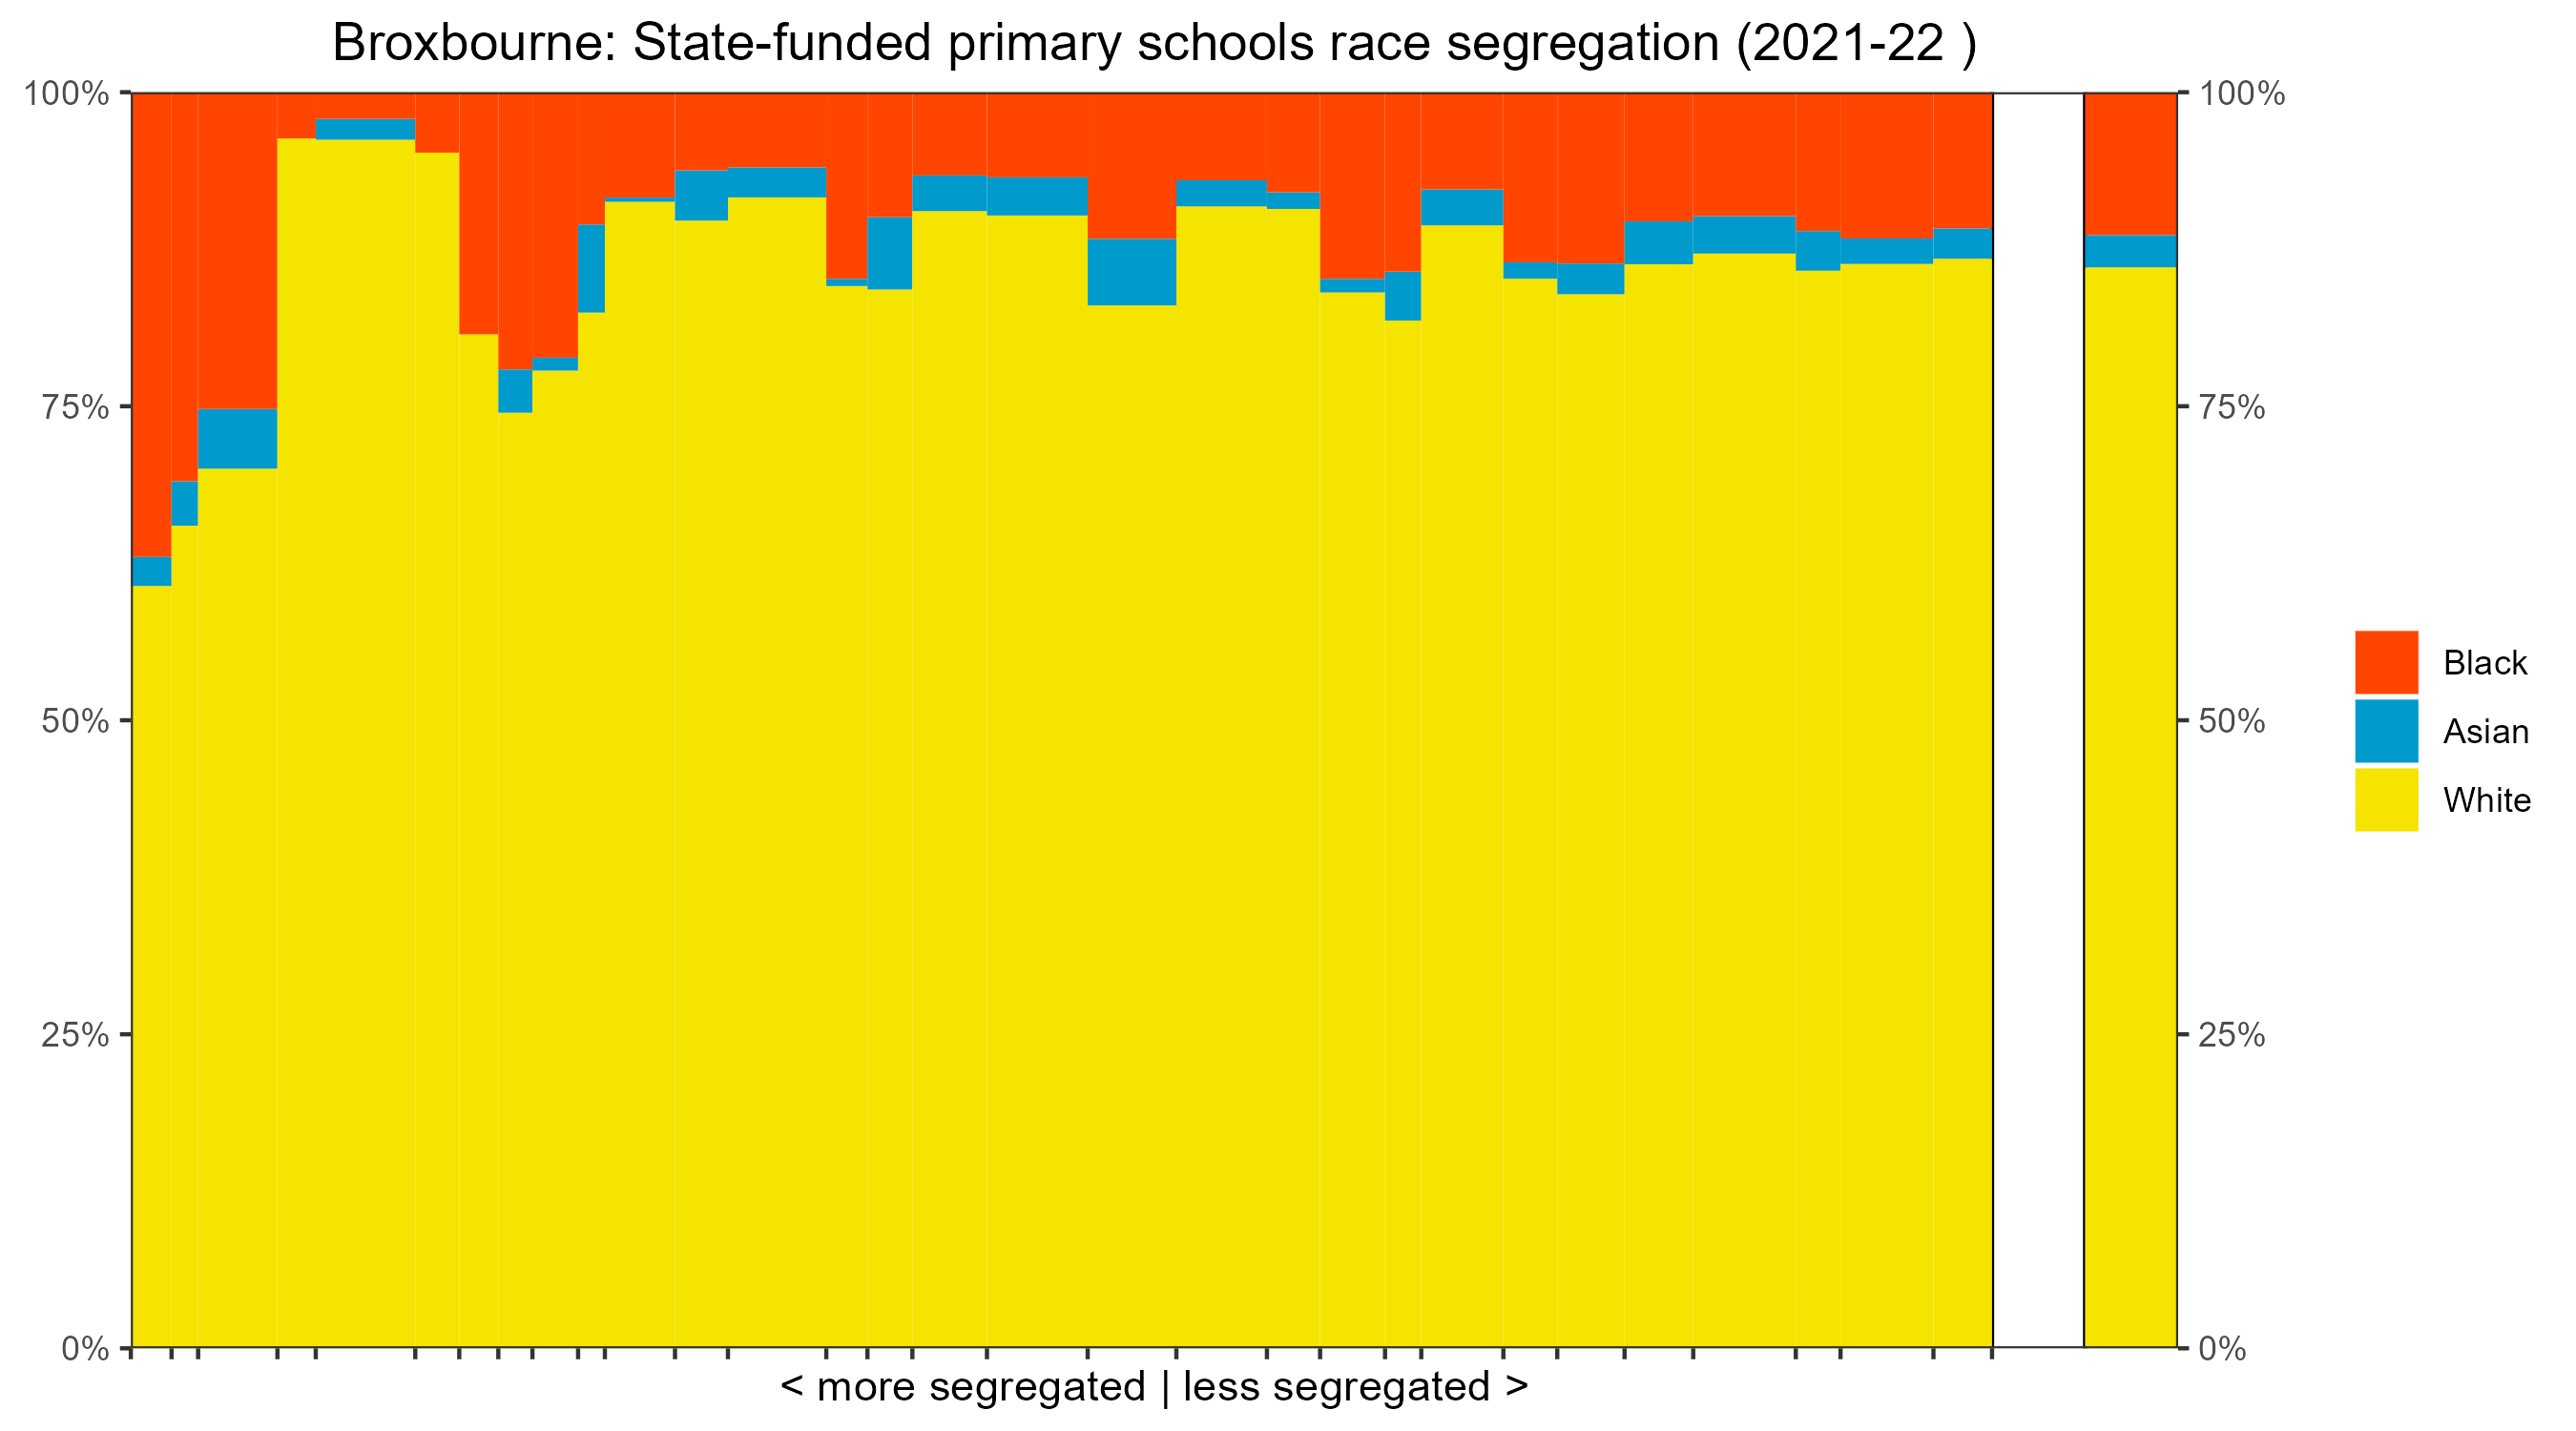 Broxbourne: State-funded primary schools race segregation (2021-22 )
100%
75%
50%
25%
0%
100%
75%
50%
25%
0%
Black
Asian
White
< more segregated | less segregated >